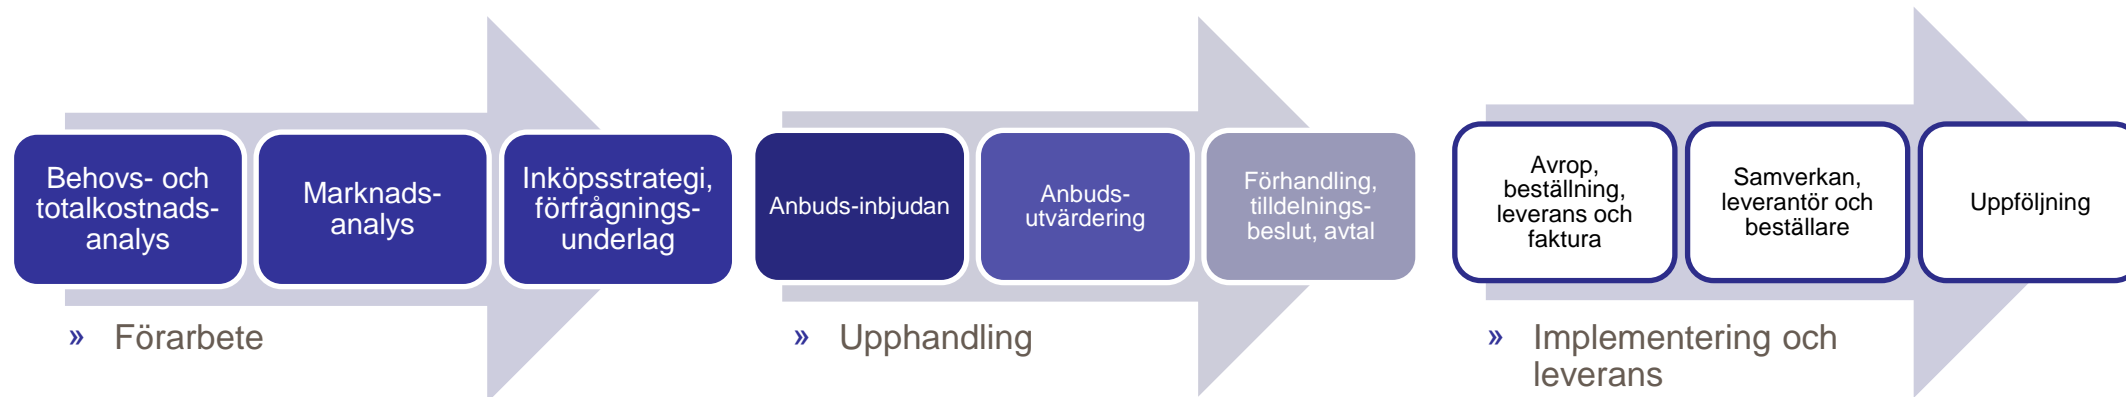 Behovs- och
totalkostnads-
analys
Marknads-
analys
Inköpsstrategi,
förfrågnings-
underlag
» Förarbete
Anbuds-inbjudan
Anbuds-
utvärdering
Förhandling,
tilldelnings-
beslut, avtal
» Upphandling
Avrop,
beställning,
leverans och
faktura
Samverkan,
leverantör och
beställare
Uppföljning
» Implementering och
leverans